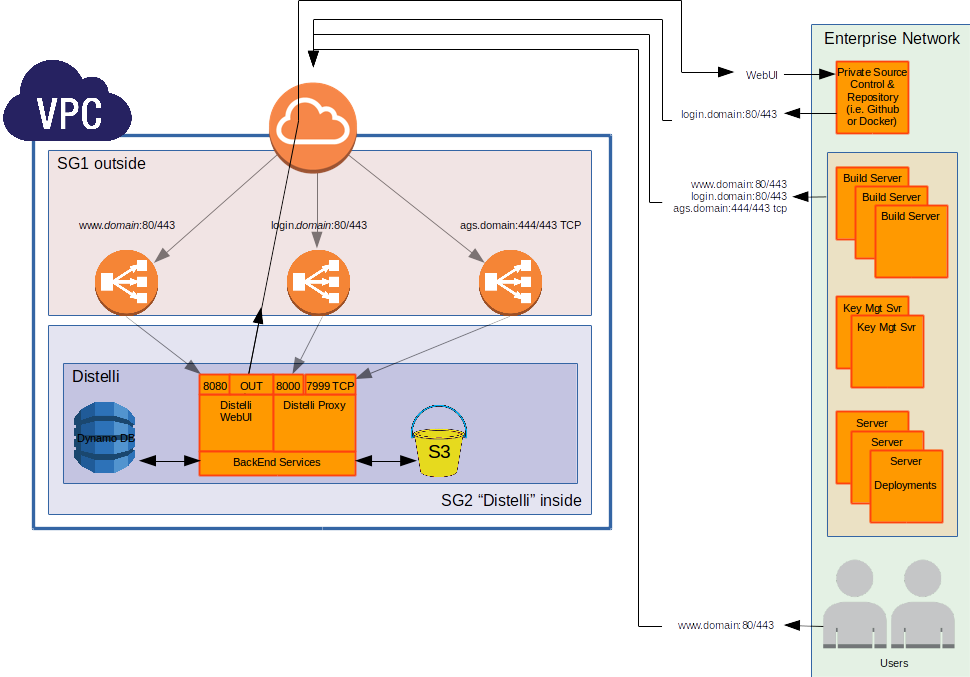 VPC
SG1 outside
www.domain:80/443
login.domain:80/443
ags.domain:444/443 TCP
Distelli
8080
OUT
8000
7999 TCP
Distelli
WebUI
Distelli Proxy
BackEnd Services
Dynamo DB
S3
SG2 “Distelli” inside
WebUI
login.domain:80/443
www.domain:80/443
login.domain:80/443
ags.domain:444/443 tcp
www.domain:80/443
Enterprise Network
Private Source
Control &
Repository
(i.e. Github
or Docker)
Build Server
Build Server
Build Server
Key Mgt Svr
Key Mgt Svr
Server
Server
Server
Deployments
Users